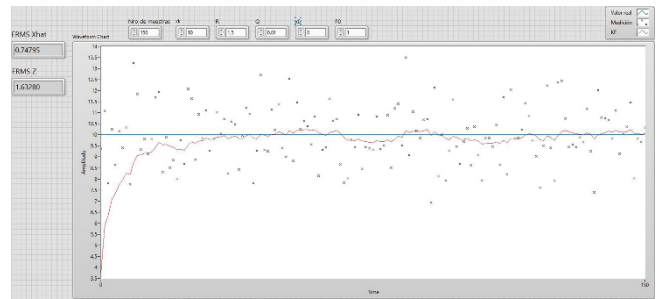 Nro de muestras xk R Q P0
150 10 1.5 0.01 0 1
Valor real
Medición
KF
ERMS Xhat
0.74795
ERMS Z
1.63280
Waveform Chart
Amplitude
14
13.5
13
12.5
12
11.5
11
10.5
10
9.5
9
8.5
8
7.5
7
6.5
6
5.5
5
4.5
4
3.5
0
150
Time